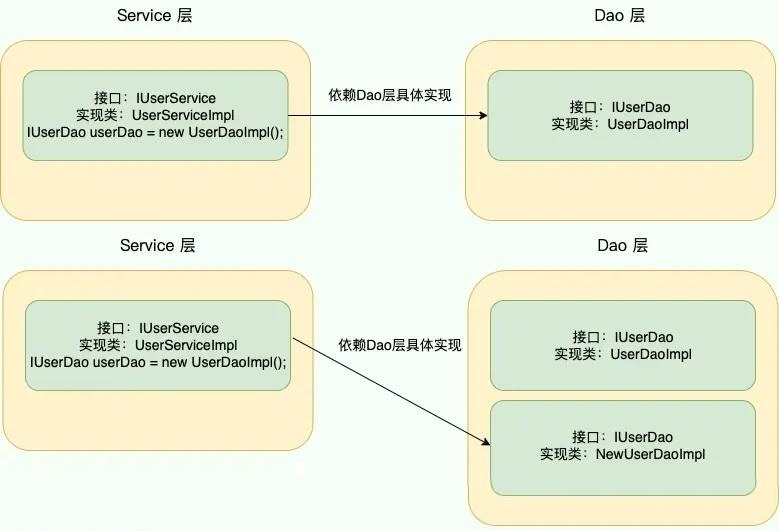 Service 层
Dao 层
接口：IUserService
实现类：UserServiceImpl
IUserDao userDao = new UserDaoImpl();
依赖Dao层具体实现
接口：IUserDao
实现类：UserDaoImpl
Service 层
Dao 层
接口：IUserService
实现类：UserServiceImpl
IUserDao userDao = new UserDaoImpl();
依赖Dao层具体实现
接口：IUserDao
实现类：UserDaoImpl
接口：IUserDao
实现类：NewUserDaoImpl